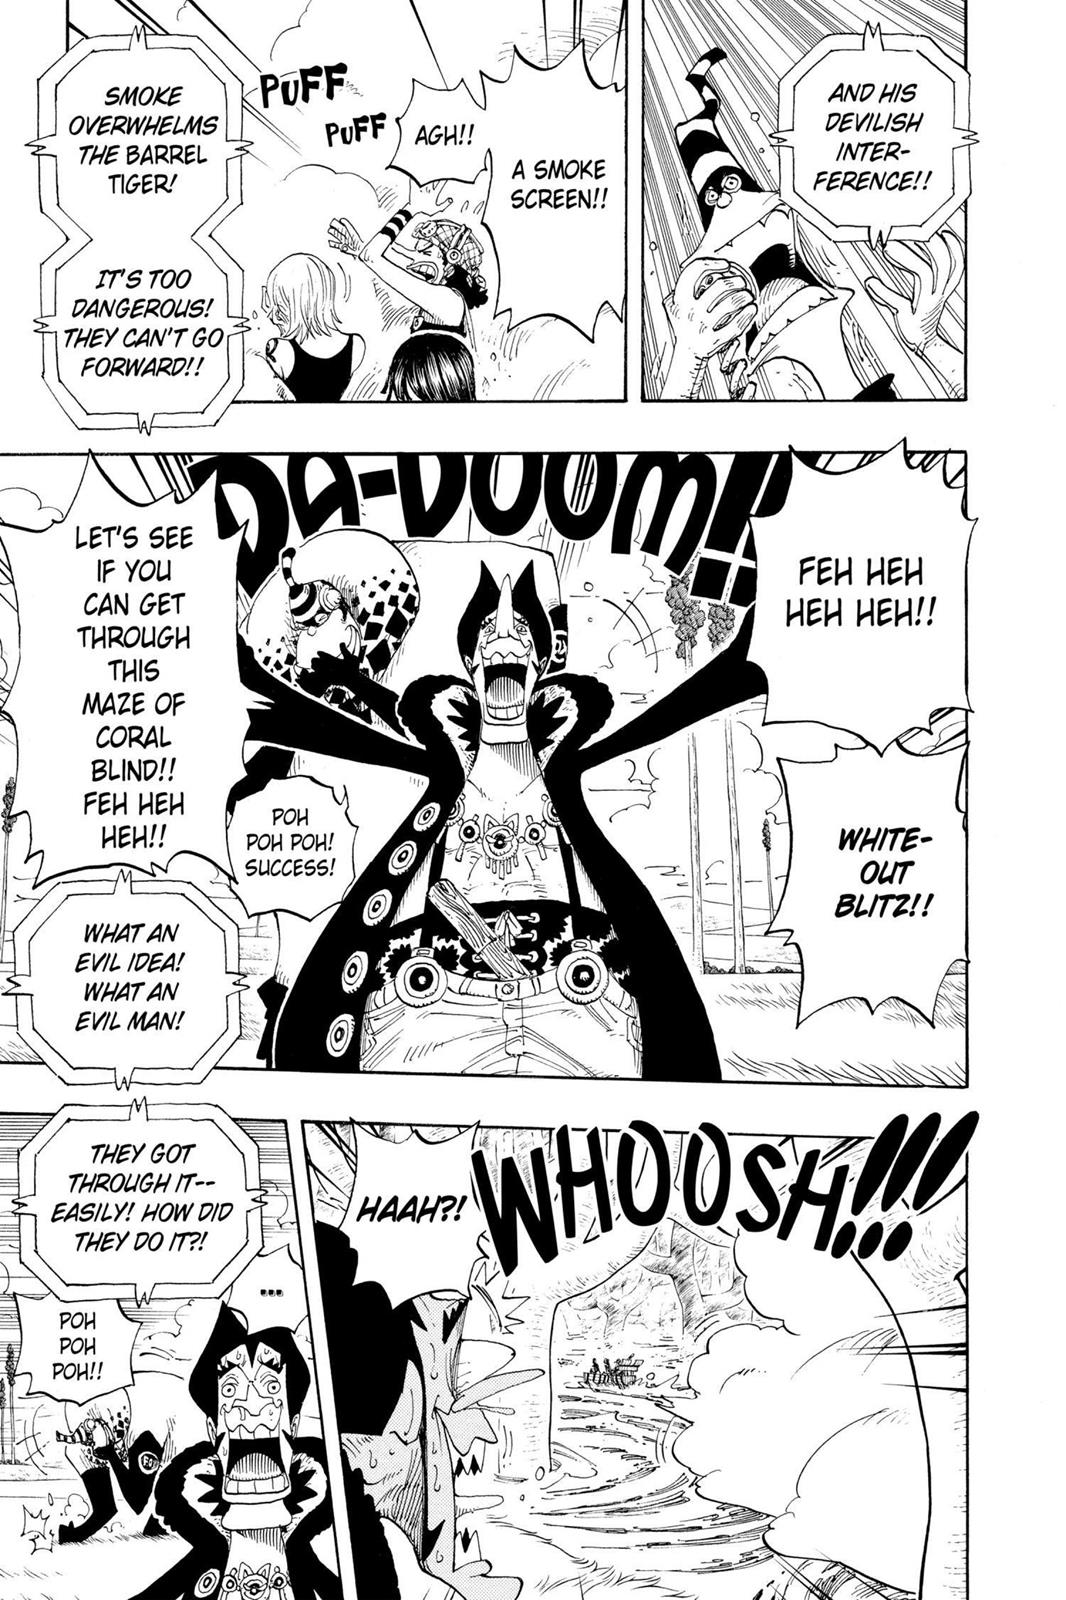 AND HIS
DEVILISH
INTER-
FERENCE!!
A SMOKE
SCREEN!!
AGH!!
PUFF
PUFF
SMOKE
OVERWHELMS
THE BARREL
TIGER!
IT'S TOO
DANGEROUS!
THEY CAN'T GO
FORWARD!!
DA-DOOM!!
FEH HEH
HEH HEH!!
WHITE-
OUT
BLITZ!!
POH
POH POH!
SUCCESS!
LET'S SEE
IF YOU
CAN GET
THROUGH
THIS
MAZE OF
CORAL
BLIND!!
FEH HEH
HEH!!
WHAT AN
EVIL IDEA!
WHAT AN
EVIL MAN!
WHOOSH!!!
HAAH?!
THEY GOT
THROUGH IT--
EASILY! HOW DID
THEY DO IT?!
...
POH
POH
POH!!